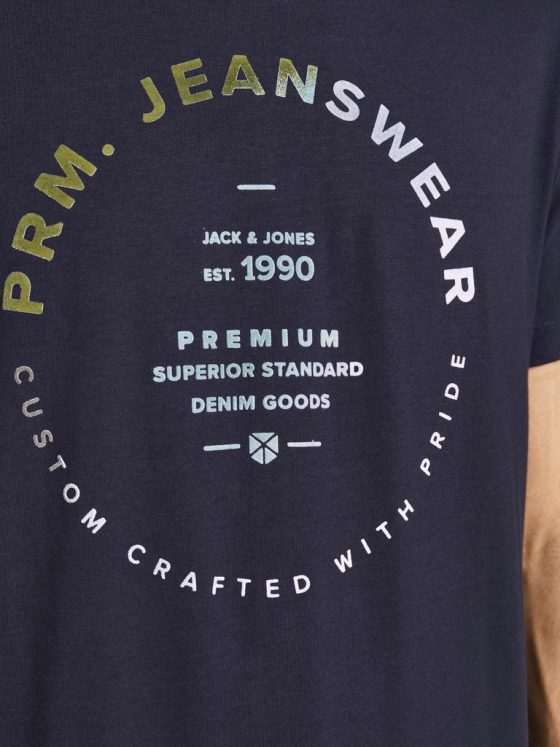 PRM. JEANSWEAR
JACK & JONES
EST. 1990
PREMIUM
SUPERIOR STANDARD
DENIM GOODS
CUSTOM CRAFTED WITH PRIDE